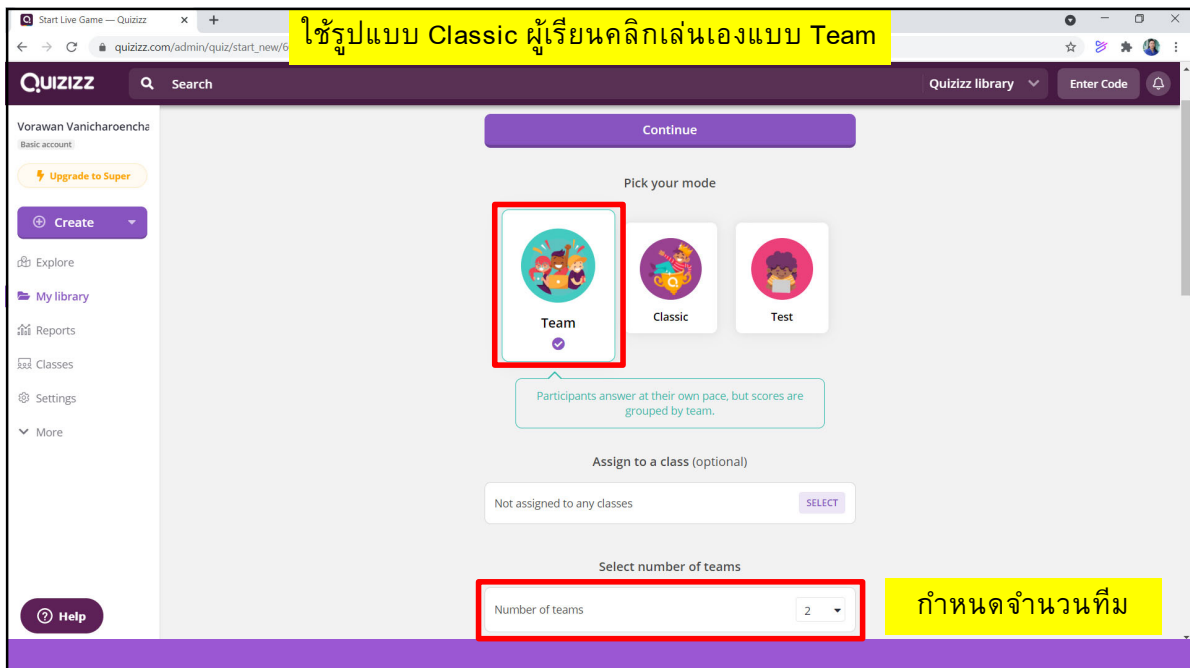 Start Live Game — Quizizz
ใช้รูปแบบ Classic ผู้เรียนคลิกเล่นเองแบบ Team
quizizz.com/admin/quiz/start_new/6
QUIZIZZ
Search
Quizizz library
Enter Code
Vorawan Vanicharoencha
Basic account
Upgrade to Super
Create
Explore
My library
Reports
Classes
Settings
More
Help
Continue
Pick your mode
Team
Classic
Test
Participants answer at their own pace, but scores are
grouped by team.
Assign to a class (optional)
Not assigned to any classes
SELECT
Select number of teams
Number of teams
2
กำหนดจำนวนทีม